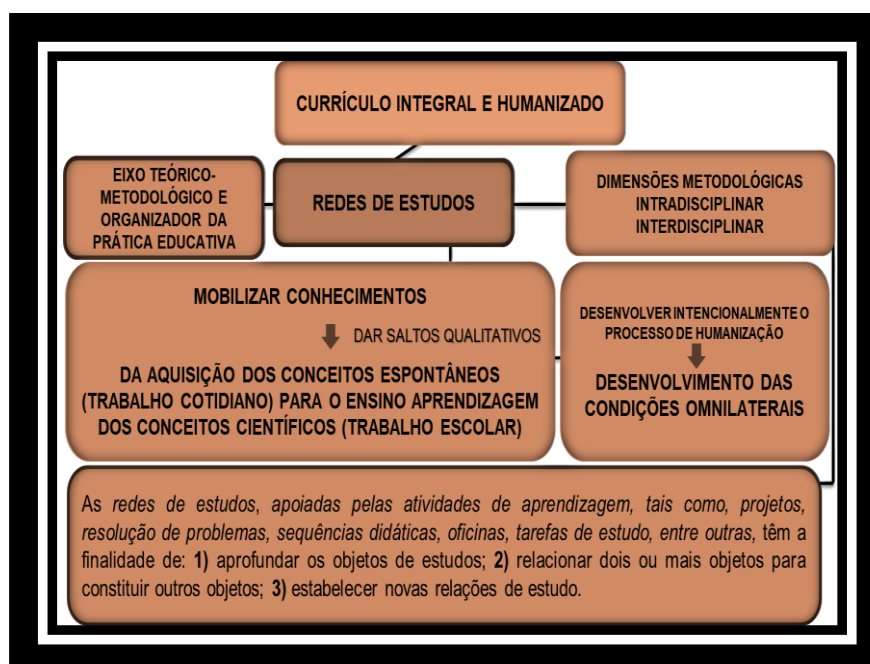 CURRÍCULO INTEGRAL E HUMANIZADO
EIXO TEÓRICO-
METODOLÓGICO E
ORGANIZADOR DA
PRÁTICA EDUCATIVA
REDES DE ESTUDOS
DIMENSÕES METODOLÓGICAS
INTRADISCIPLINAR
INTERDISCIPLINAR
MOBILIZAR CONHECIMENTOS
DAR SALTOS QUALITATIVOS
DA AQUISIÇÃO DOS CONCEITOS ESPONTÂNEOS
(TRABALHO COTIDIANO) PARA O ENSINO APRENDIZAGEM
DOS CONCEITOS CIENTÍFICOS (TRABALHO ESCOLAR)
DESENVOLVER INTENCIONALMENTE O
PROCESSO DE HUMANIZAÇÃO
DESENVOLVIMENTO DAS
CONDIÇÕES OMNILATERAIS
As redes de estudos, apoiadas pelas atividades de aprendizagem, tais como, projetos,
resolução de problemas, sequências didáticas, oficinas, tarefas de estudo, entre outras, têm a
finalidade de: 1) aprofundar os objetos de estudos; 2) relacionar dois ou mais objetos para
constituir outros objetos; 3) estabelecer novas relações de estudo.